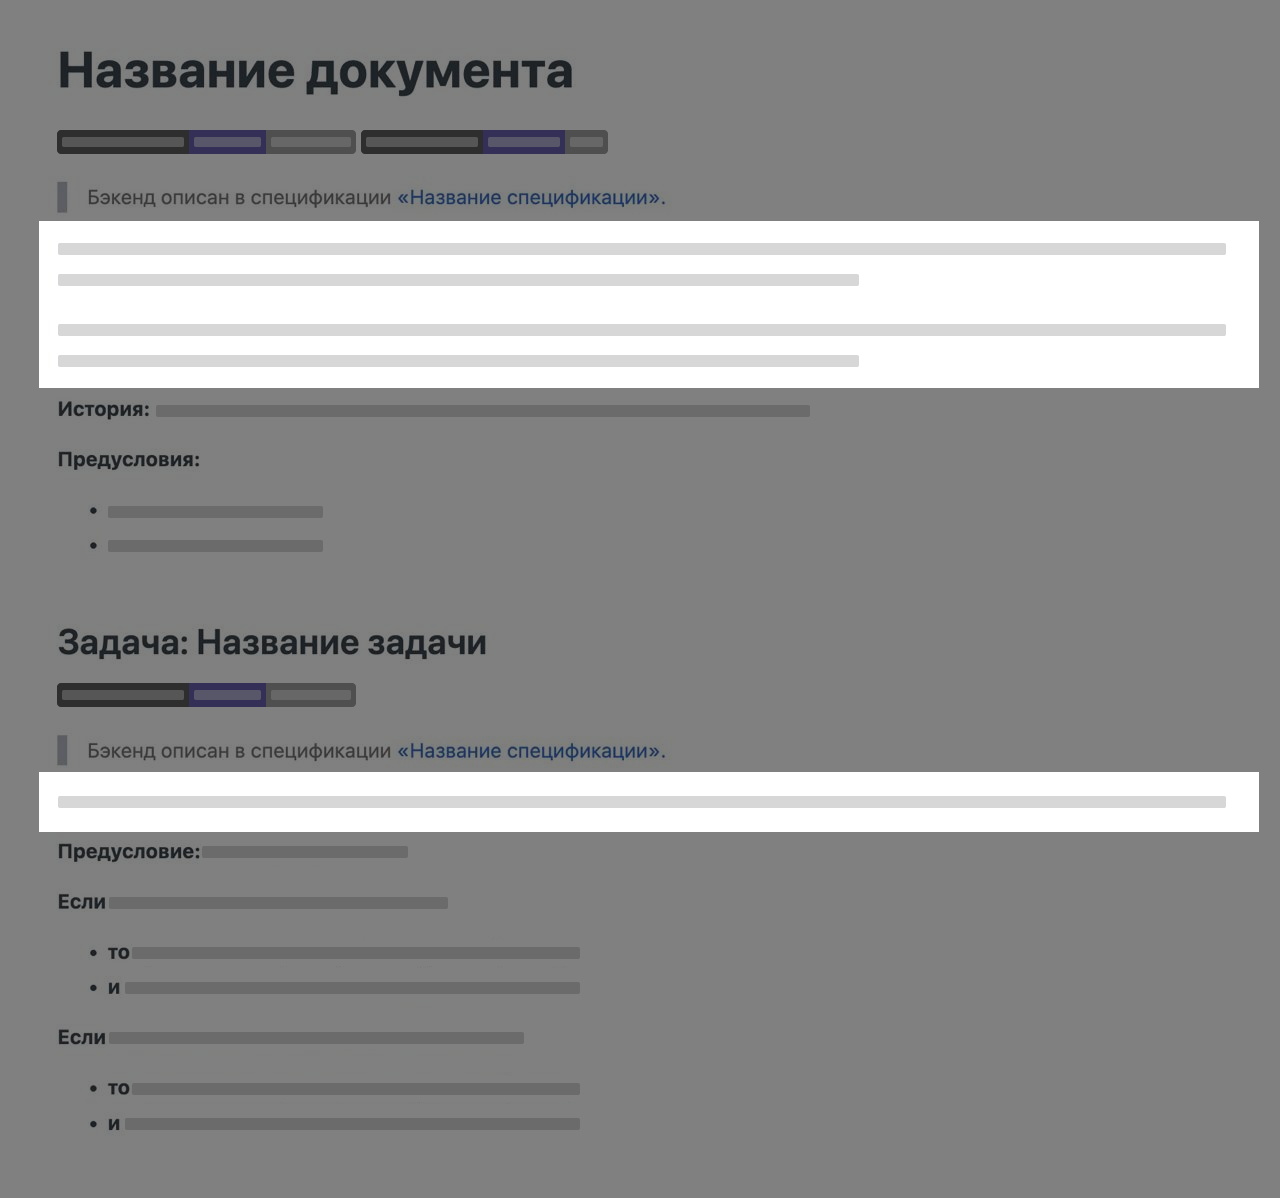 Название документа
Бэкенд описан в спецификации «Название спецификации».
История:
Предусловия:
Задача: Название задачи
Бэкенд описан в спецификации «Название спецификации».
Предусловие:
Если
• то
• и
Если
• то
• и